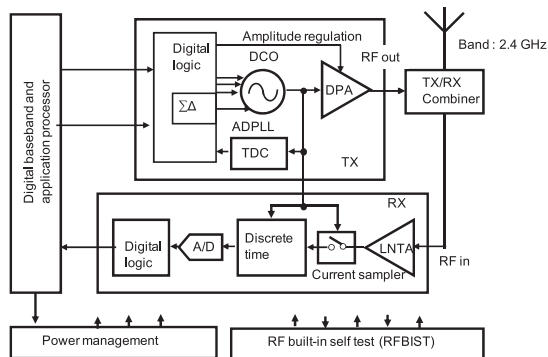 Digital baseband and
application processor
Digital
logic
ΣΔ
Amplitude regulation
DCO
ADPLL
TDC
DPA
RF out
TX
Band : 2.4 GHz
TX/RX
Combiner
RX
Digital
logic
A/D
Discrete
time
Current sampler
LNTA
RF in
Power management
RF built-in self test (RFBIST)